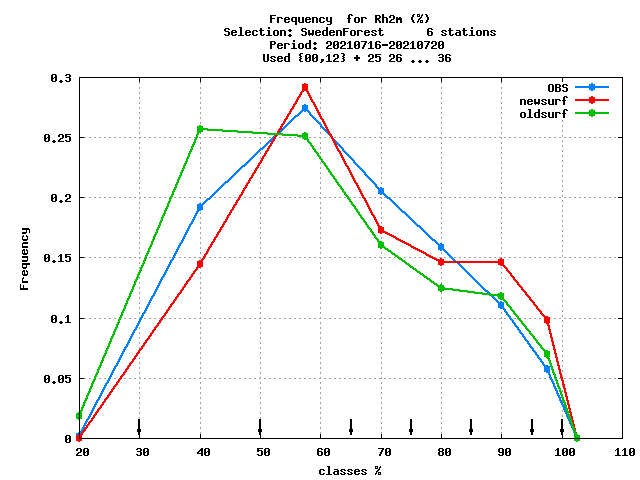 Frequency  for Rh2m (%)
Selection: SwedenForest      6 stations
Period: 20210716-20210720
Used {00,12} + 25 26 ... 36
0.3
0.25
0.2
0.15
0.1
0.05
0
Frequency
OBS
newsurf
oldsurf
20 30 40 50 60 70 80 90 100 110
classes %